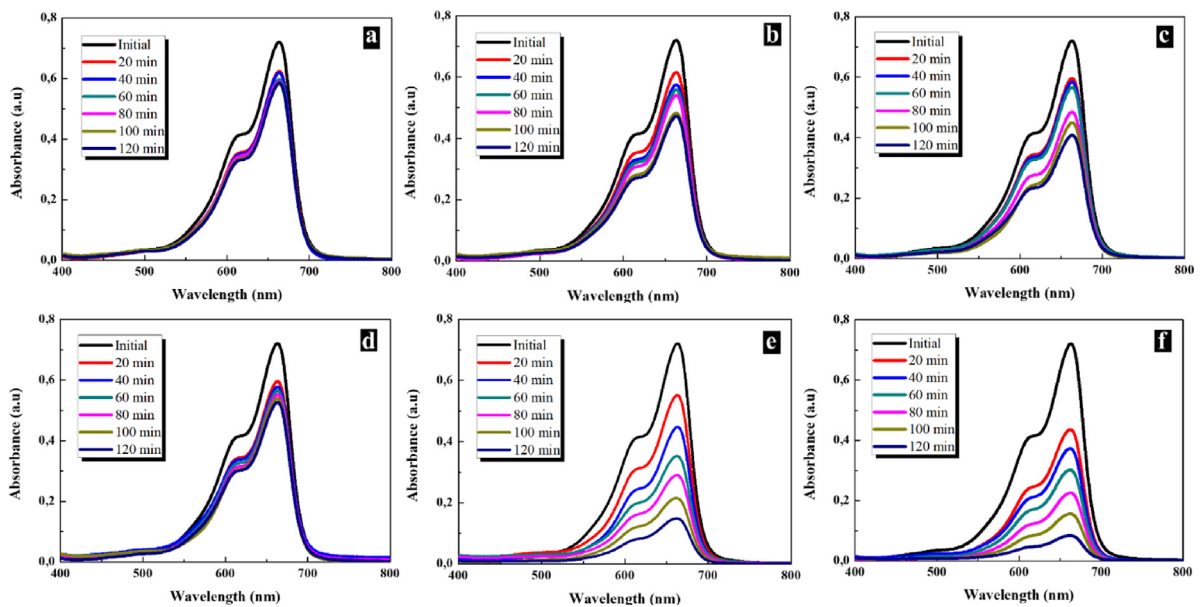 0,8
0,6
0,4
0,2
0,0
Absorbance (a.u)
Initial
20 min
40 min
60 min
80 min
100 min
120 min
a
400 500 600 700 800
Wavelength (nm)
0,8
0,6
0,4
0,2
0,0
Absorbance (a.u)
Initial
20 min
40 min
60 min
80 min
100 min
120 min
b
400 500 600 700 800
Wavelength (nm)
0,8
0,6
0,4
0,2
0,0
Absorbance (a.u)
Initial
20 min
40 min
60 min
80 min
100 min
120 min
c
400 500 600 700 800
Wavelength (nm)
0,8
0,6
0,4
0,2
0,0
Absorbance (a.u)
Initial
20 min
40 min
60 min
80 min
100 min
120 min
d
400 500 600 700 800
Wavelength (nm)
0,8
0,6
0,4
0,2
0,0
Absorbance (a.u)
Initial
20 min
40 min
60 min
80 min
100 min
120 min
e
400 500 600 700 800
Wavelength (nm)
0,8
0,6
0,4
0,2
0,0
Absorbance (a.u)
Initial
20 min
40 min
60 min
80 min
100 min
120 min
f
400 500 600 700 800
Wavelength (nm)